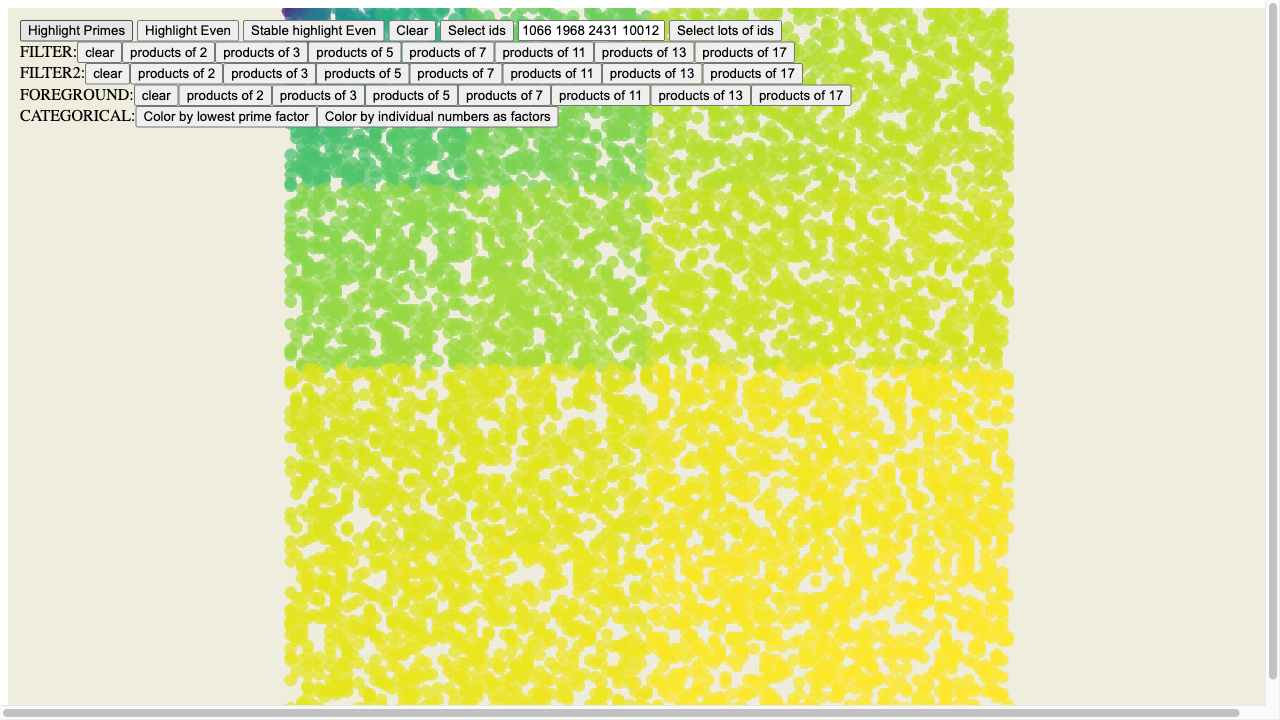 Highlight Primes Highlight Even Stable highlight Even Clear Select ids 1066 1968 2431 10012 Select lots of ids
FILTER: clear products of 2 products of 3 products of 5 products of 7 products of 11 products of 13 products of 17
FILTER2: clear products of 2 products of 3 products of 5 products of 7 products of 11 products of 13 products of 17
FOREGROUND: clear products of 2 products of 3 products of 5 products of 7 products of 11 products of 13 products of 17
CATEGORICAL: Color by lowest prime factor Color by individual numbers as factors